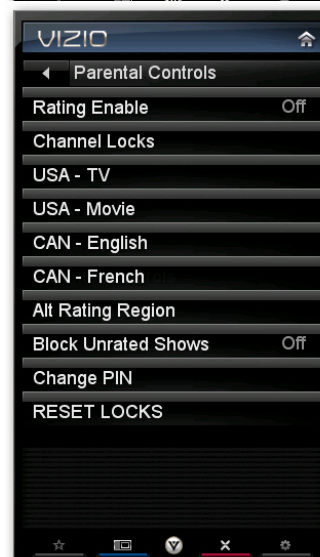 VIZIO
Parental Controls
Rating Enable Off
Channel Locks
USA - TV
USA - Movie
CAN - English
CAN - French
Alt Rating Region
Block Unrated Shows Off
Change PIN
RESET LOCKS
V